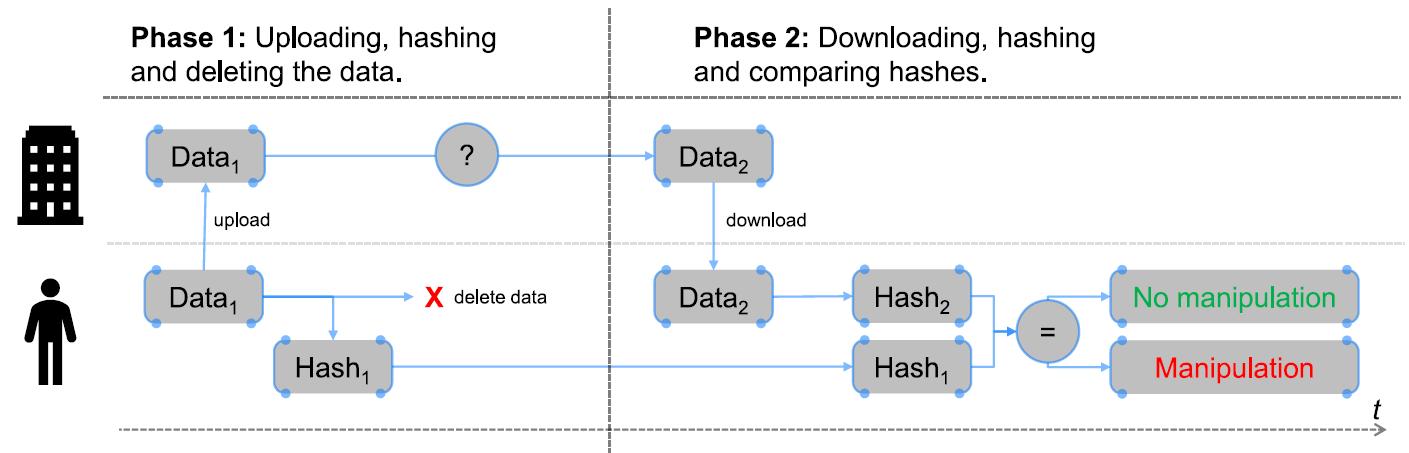 Phase 1: Uploading, hashing
and deleting the data.
Phase 2: Downloading, hashing
and comparing hashes.
Data₁
?
Data₂
upload
download
Data₁
X delete data
Data₂
Hash₂
=
No manipulation
Hash₁
Hash₁
Manipulation
t